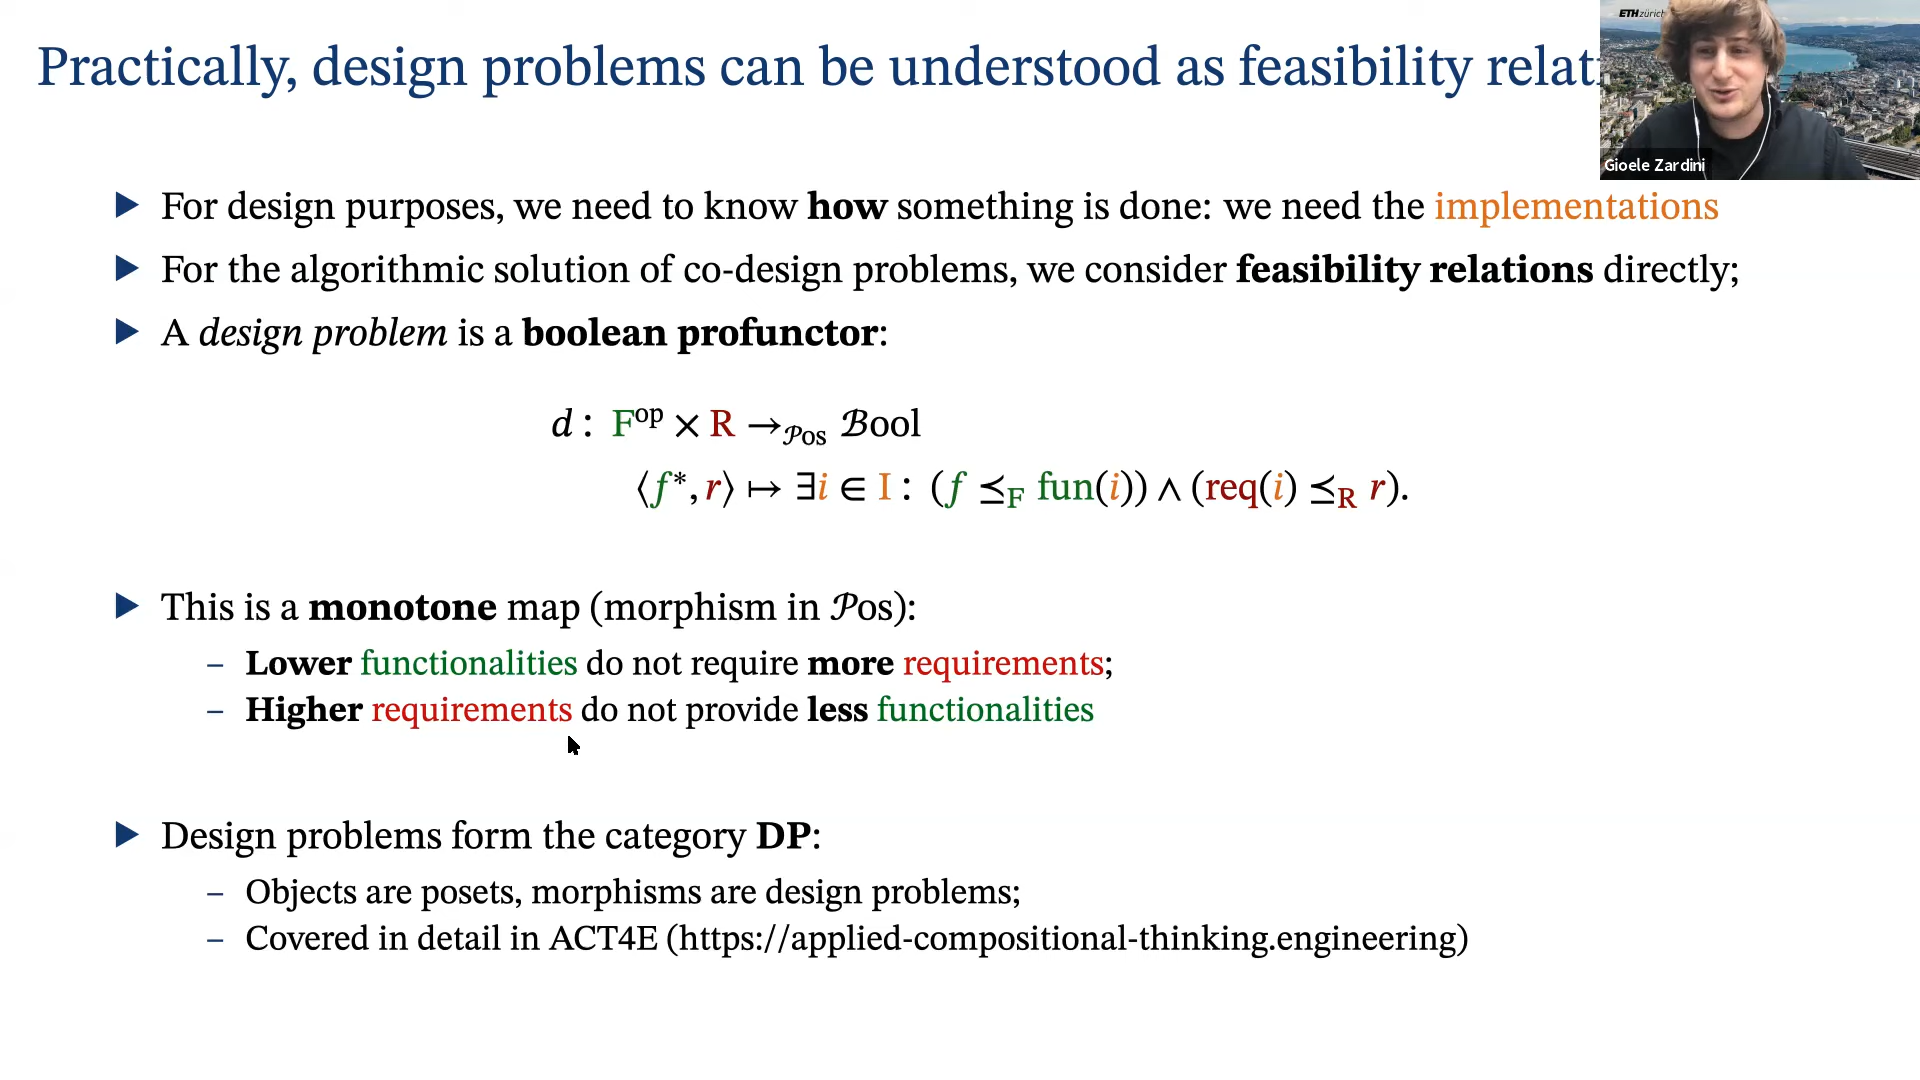 Practically, design problems can be understood as feasibility relat
ETH zürich
Gioele Zardini
▶ For design purposes, we need to know how something is done: we need the implementations
▶ For the algorithmic solution of co-design problems, we consider feasibility relations directly;
▶ A design problem is a boolean profunctor:
d : F^op × R →_𝒫os ℬool
⟨f*, r⟩ ↦ ∃i ∈ I : (f ⪯_F fun(i)) ∧ (req(i) ⪯_R r).
▶ This is a monotone map (morphism in 𝒫os):
– Lower functionalities do not require more requirements;
– Higher requirements do not provide less functionalities
▶ Design problems form the category DP:
– Objects are posets, morphisms are design problems;
– Covered in detail in ACT4E (https://applied-compositional-thinking.engineering)